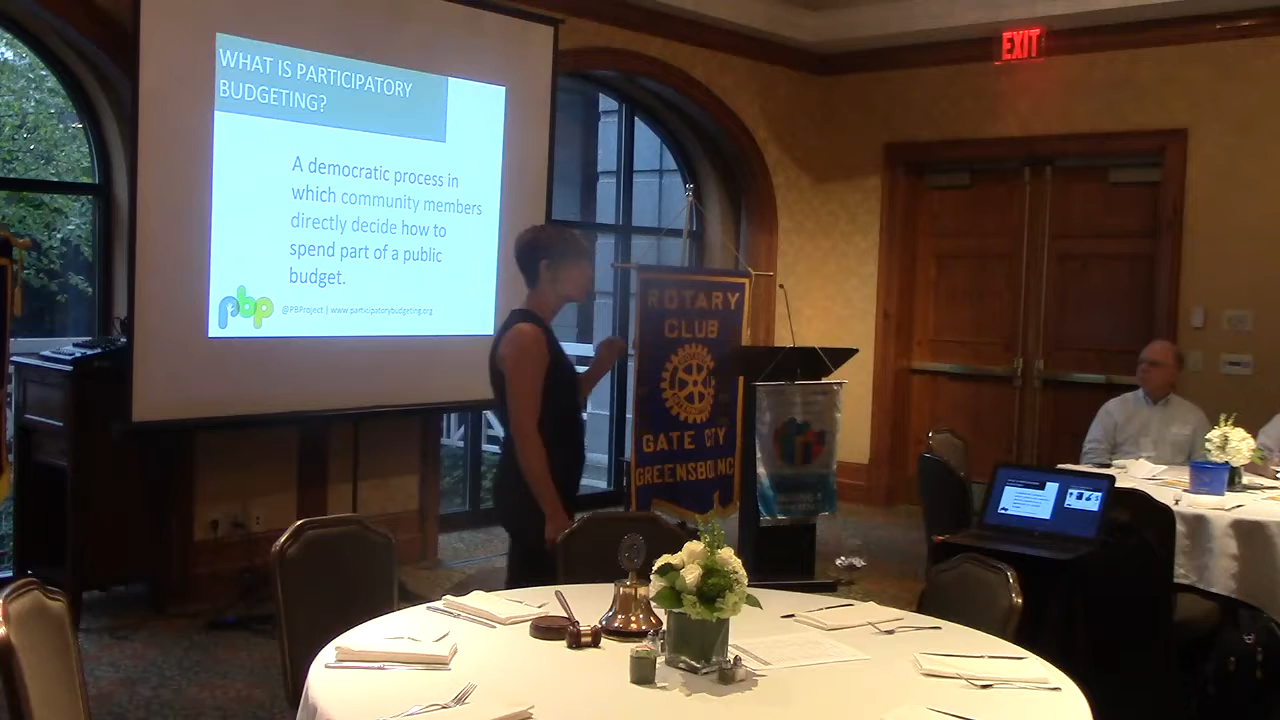 WHAT IS PARTICIPATORY
BUDGETING?
A democratic process in
which community members
directly decide how to
spend part of a public
budget.
pbp
@PBProject | www.participatorybudgeting.org
EXIT
ROTARY
CLUB
GATE CITY
GREENSBO, NC